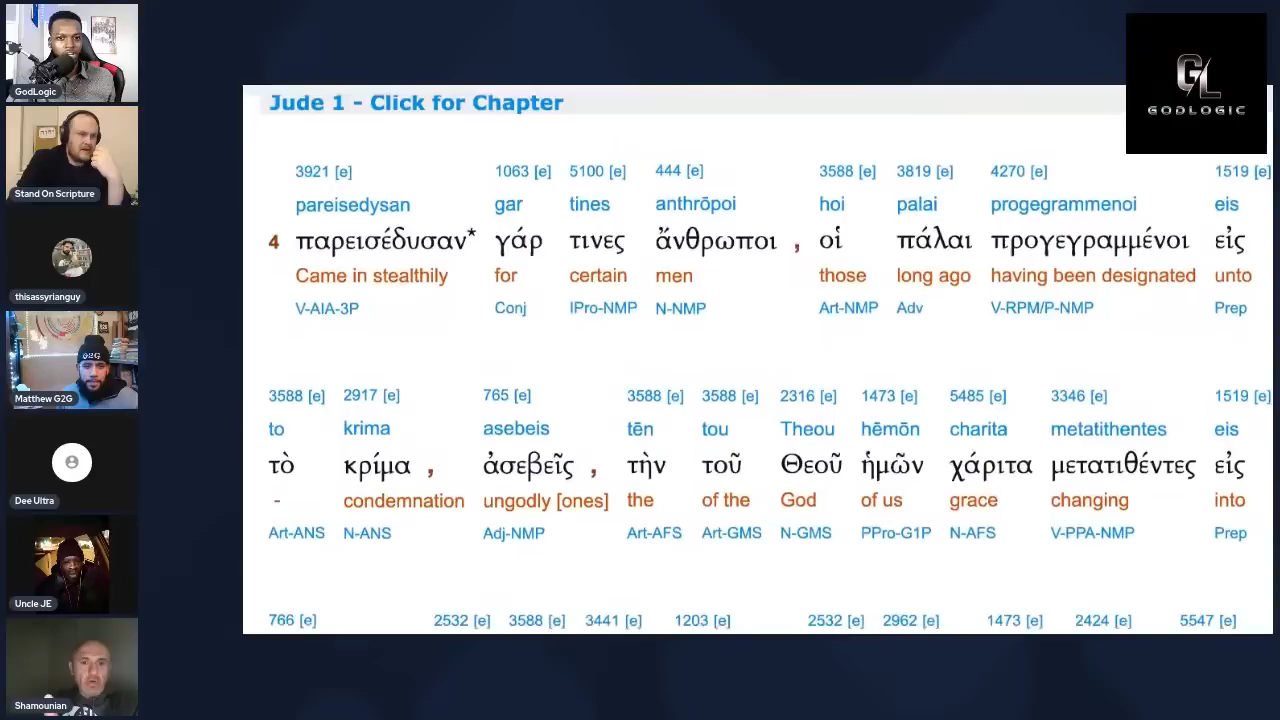 GodLogic
Stand On Scripture
thisassyrianguy
Matthew G2G
Dee Ultra
Uncle JE
Shamounian
GL
GODLOGIC
G2G
Jude 1 - Click for Chapter
3921 [e] 1063 [e] 5100 [e] 444 [e] 3588 [e] 3819 [e] 4270 [e] 1519 [e]
pareisedysan gar tines anthrōpoi hoi palai progegrammenoi eis
4 παρεισέδυσαν* γάρ τινες ἄνθρωποι , οἱ πάλαι προγεγραμμένοι εἰς
Came in stealthily for certain men those long ago having been designated unto
V-AIA-3P Conj IPro-NMP N-NMP Art-NMP Adv V-RPM/P-NMP Prep
3588 [e] 2917 [e] 765 [e] 3588 [e] 3588 [e] 2316 [e] 1473 [e] 5485 [e] 3346 [e] 1519 [e]
to krima asebeis tēn tou Theou hēmōn charita metatithentes eis
τὸ κρίμα , ἀσεβεῖς , τὴν τοῦ Θεοῦ ἡμῶν χάριτα μετατιθέντες εἰς
- condemnation ungodly [ones] the of the God of us grace changing into
Art-ANS N-ANS Adj-NMP Art-AFS Art-GMS N-GMS PPro-G1P N-AFS V-PPA-NMP Prep
766 [e] 2532 [e] 3588 [e] 3441 [e] 1203 [e] 2532 [e] 2962 [e] 1473 [e] 2424 [e] 5547 [e]